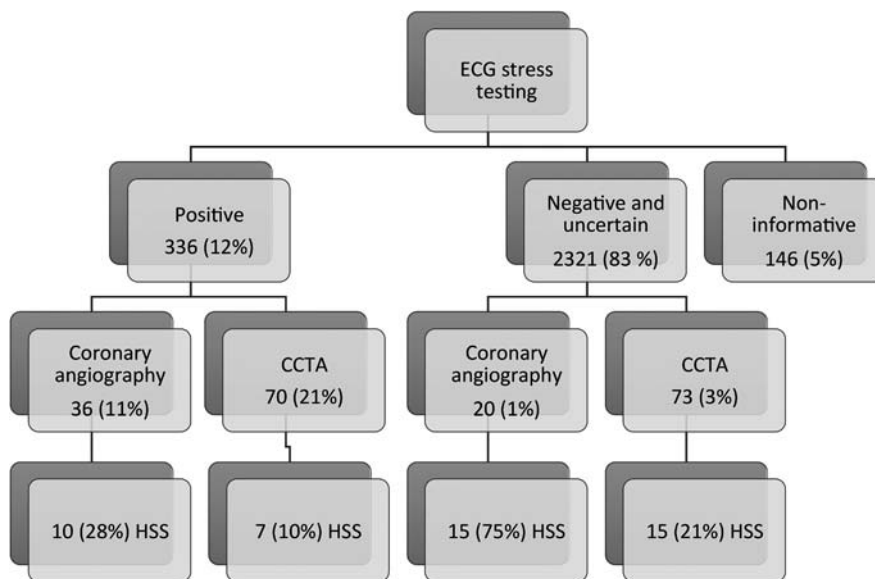 ECG stress
testing
Positive
336 (12%)
Negative and
uncertain
2321 (83 %)
Non-
informative
146 (5%)
Coronary
angiography
36 (11%)
CCTA
70 (21%)
Coronary
angiography
20 (1%)
CCTA
73 (3%)
10 (28%) HSS
7 (10%) HSS
15 (75%) HSS
15 (21%) HSS